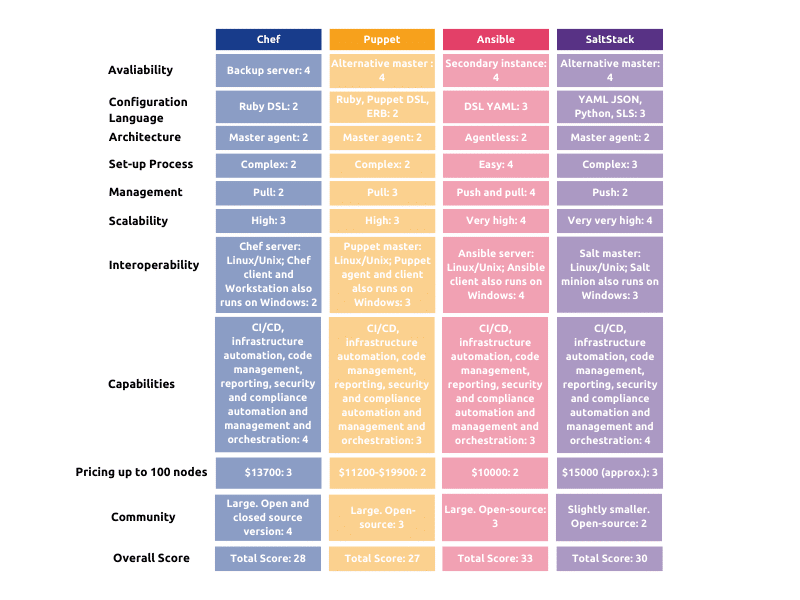 Chef
Puppet
Ansible
SaltStack
Avaliability
Backup server: 4
Alternative master :
4
Secondary instance:
4
Alternative master:
4
Configuration
Language
Ruby DSL: 2
Ruby, Puppet DSL,
ERB: 2
DSL YAML: 3
YAML JSON,
Python, SLS: 3
Architecture
Master agent: 2
Master agent: 2
Agentless: 2
Master agent: 2
Set-up Process
Complex: 2
Complex: 2
Easy: 4
Complex: 3
Management
Pull: 2
Pull: 3
Push and pull: 4
Push: 2
Scalability
High: 3
High: 3
Very high: 4
Very very high: 4
Interoperability
Chef server:
Linux/Unix; Chef
client and
Workstation also
runs on Windows: 2
Puppet master:
Linux/Unix; Puppet
agent and client
also runs on
Windows: 3
Ansible server:
Linux/Unix; Ansible
client also runs on
Windows: 4
Salt master:
Linux/Unix; Salt
minion also runs on
Windows: 3
Capabilities
CI/CD,
infrastructure
automation, code
management,
reporting, security
and compliance
automation and
management and
orchestration: 4
CI/CD,
infrastructure
automation, code
management,
reporting, security
and compliance
automation and
management and
orchestration: 3
CI/CD,
infrastructure
automation, code
management,
reporting, security
and compliance
automation and
management and
orchestration: 3
CI/CD,
infrastructure
automation, code
management,
reporting, security
and compliance
automation and
management and
orchestration: 4
Pricing up to 100 nodes
$13700: 3
$11200-$19900: 2
$10000: 2
$15000 (approx.): 3
Community
Large. Open and
closed source
version: 4
Large. Open-
source: 3
Large. Open-source:
3
Slightly smaller.
Open-source: 2
Overall Score
Total Score: 28
Total Score: 27
Total Score: 33
Total Score: 30